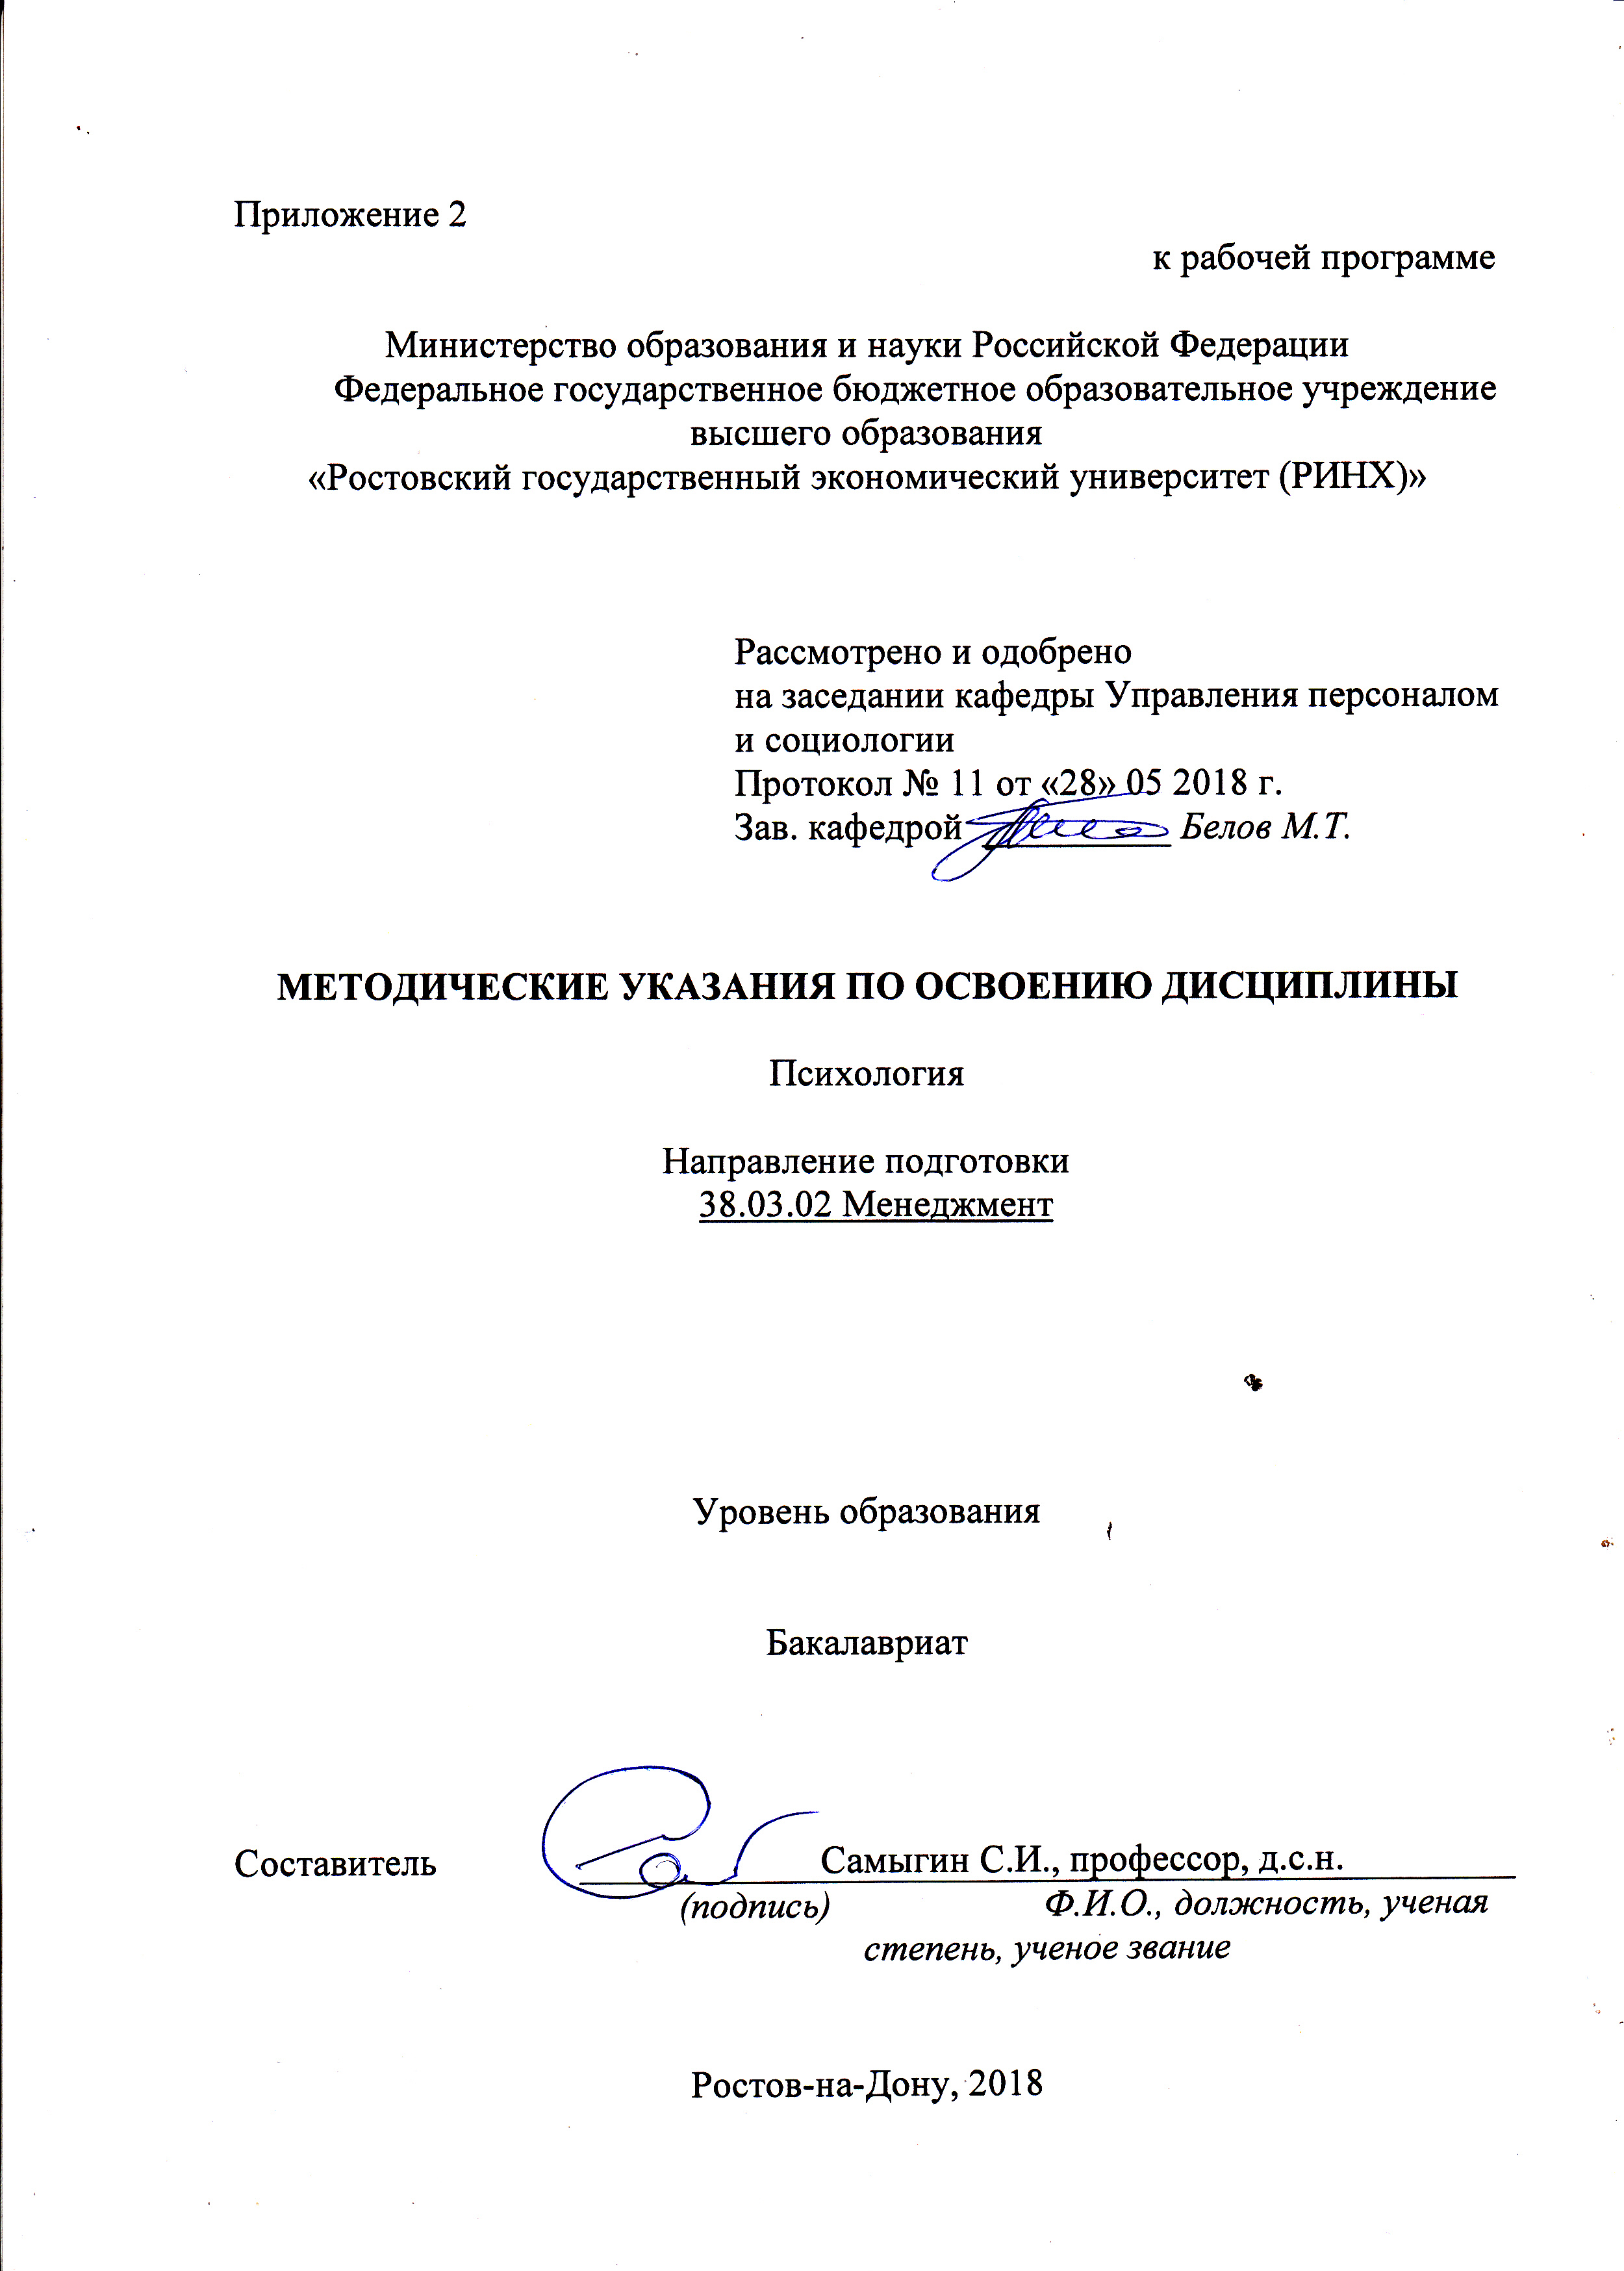 Приложение 2
к рабочей программе
Министерство образования и науки Российской Федерации
Федеральное государственное бюджетное образовательное учреждение
высшего образования
«Ростовский государственный экономический университет (РИНХ)»
Рассмотрено и одобрено
на заседании кафедры Управления персоналом
и социологии
Протокол № 11 от «28» 05 2018 г.
Зав. кафедрой Белов М.Т.
МЕТОДИЧЕСКИЕ УКАЗАНИЯ ПО ОСВОЕНИЮ ДИСЦИПЛИНЫ
Психология
Направление подготовки
38.03.02 Менеджмент
Уровень образования
Бакалавриат
Составитель Самыгин С.И., профессор, д.с.н.
(подпись) Ф.И.О., должность, ученая
степень, ученое звание
Ростов-на-Дону, 2018